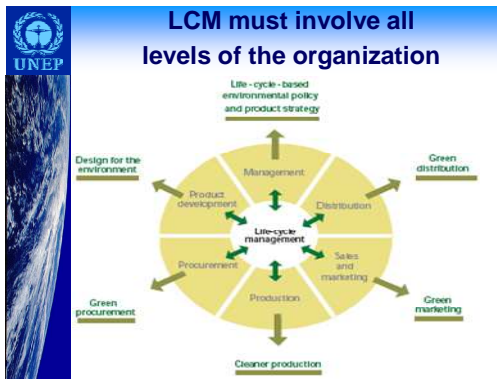 LCM must involve all
levels of the organization
UNEP
Life - cycle - based
environmental policy
and product strategy
Design for the
environment
Management
Green
distribution
Product
development
Distribution
Life-cycle
management
Procurement
Sales
and
marketing
Production
Green
procurement
Green
marketing
Cleaner production